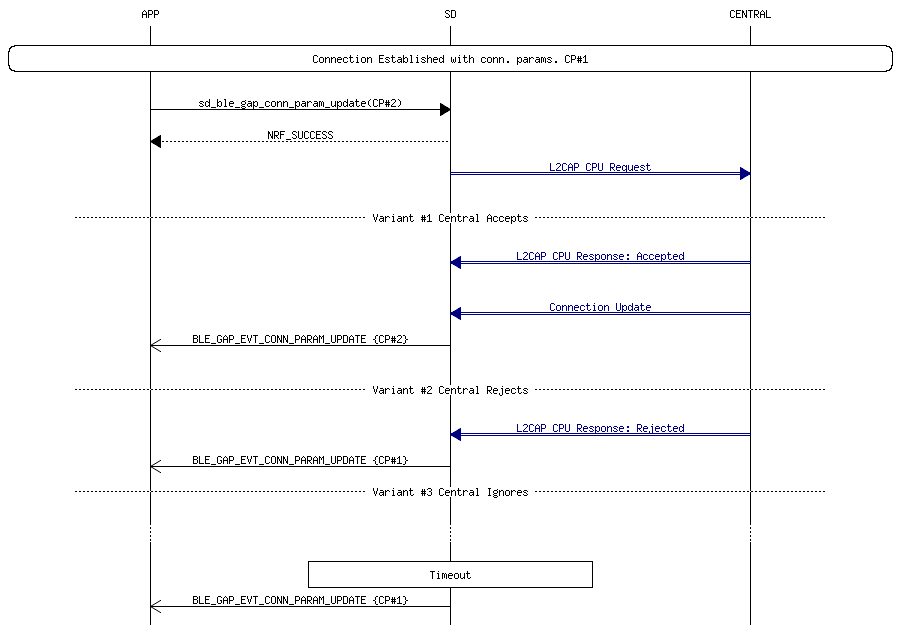 APP SD CENTRAL
Connection Established with conn. params. CP#1
sd_ble_gap_conn_param_update(CP#2)
NRF_SUCCESS
L2CAP CPU Request
Variant #1 Central Accepts
L2CAP CPU Response: Accepted
Connection Update
BLE_GAP_EVT_CONN_PARAM_UPDATE {CP#2}
Variant #2 Central Rejects
L2CAP CPU Response: Rejected
BLE_GAP_EVT_CONN_PARAM_UPDATE {CP#1}
Variant #3 Central Ignores
Timeout
BLE_GAP_EVT_CONN_PARAM_UPDATE {CP#1}